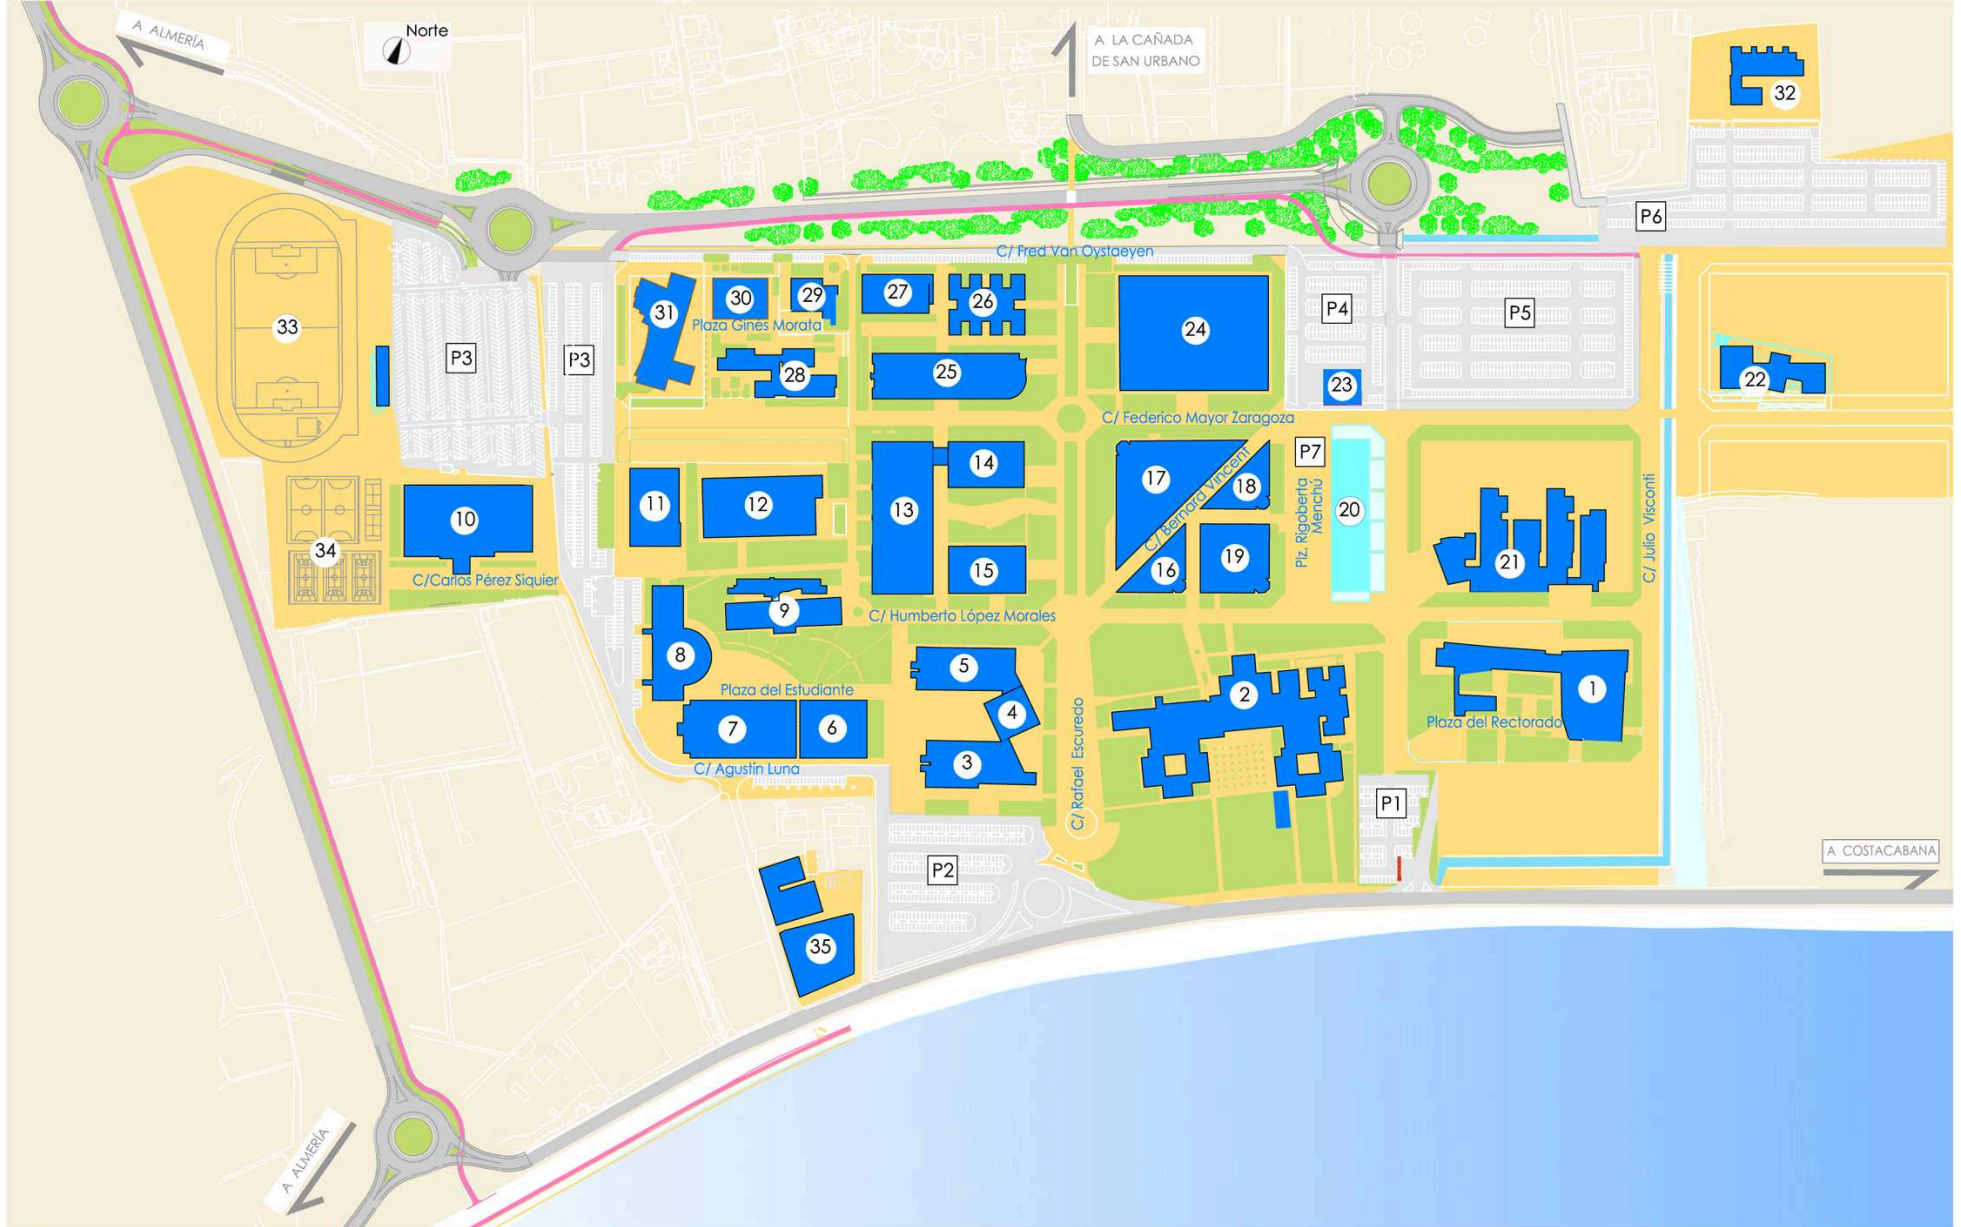 A ALMERÍA
Norte
A LA CAÑADA
DE SAN URBANO
32
P6
C/ Fred Van Oystaeyen
33
P3
P3
31
30
29
27
26
24
P4
P5
Plaza Ginés Morata
28
25
23
22
C/ Federico Mayor Zaragoza
10
11
12
13
14
17
C/ Bernard Vincent
18
P7
Plz. Rigoberta
Menchú
20
C/ Julio Visconti
34
C/Carlos Pérez Siquier
15
16
19
21
9
C/ Humberto López Morales
8
5
2
1
Plaza del Estudiante
4
Plaza del Rectorado
7
6
3
C/ Rafael Escuredo
C/ Agustín Luna
P1
P2
A COSTACABANA
35
A ALMERÍA